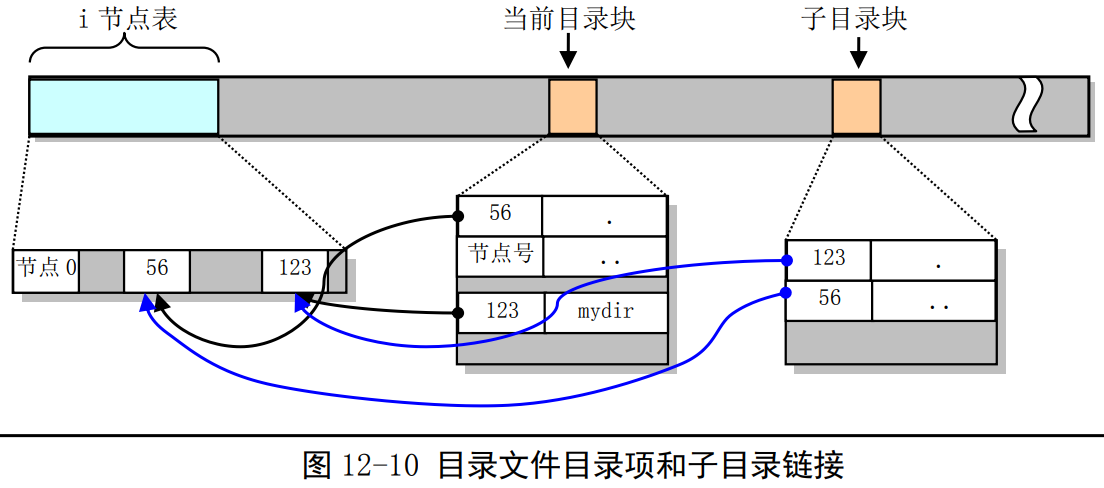 i 节点表 当前目录块 子目录块
56 .
节点号 ..
123 mydir
节点0 56 123
123 .
56 ..
图 12-10 目录文件目录项和子目录链接